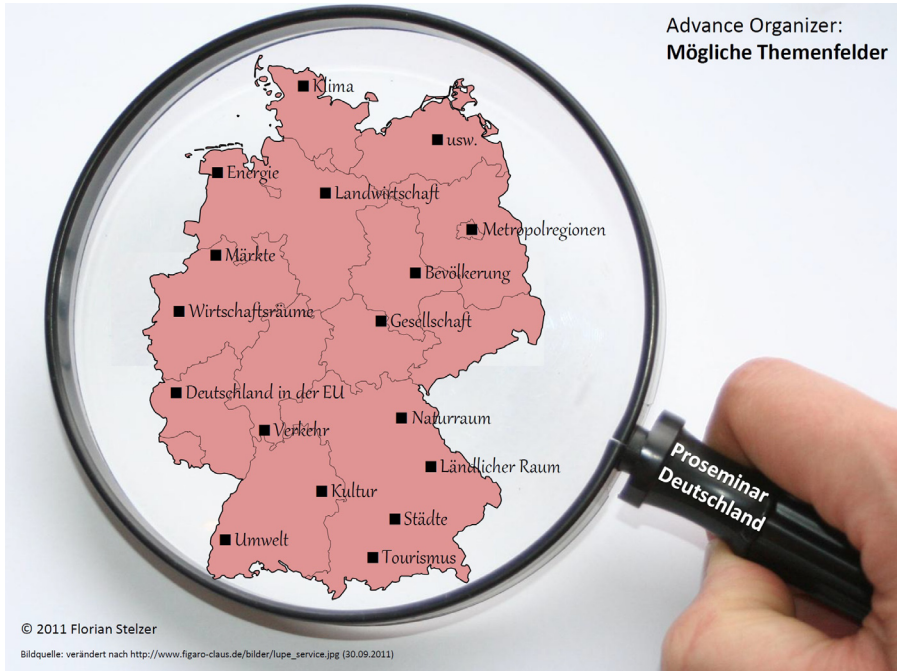 Advance Organizer:
Mögliche Themenfelder
Klima
usw.
Energie
Landwirtschaft
Metropolregionen
Märkte
Bevölkerung
Wirtschaftsräume
Gesellschaft
Deutschland in der EU
Naturraum
Verkehr
Ländlicher Raum
Kultur
Städte
Umwelt
Tourismus
Proseminar
Deutschland
© 2011 Florian Stelzer
Bildquelle: verändert nach http://www.figaro-claus.de/bilder/lupe_service.jpg (30.09.2011)